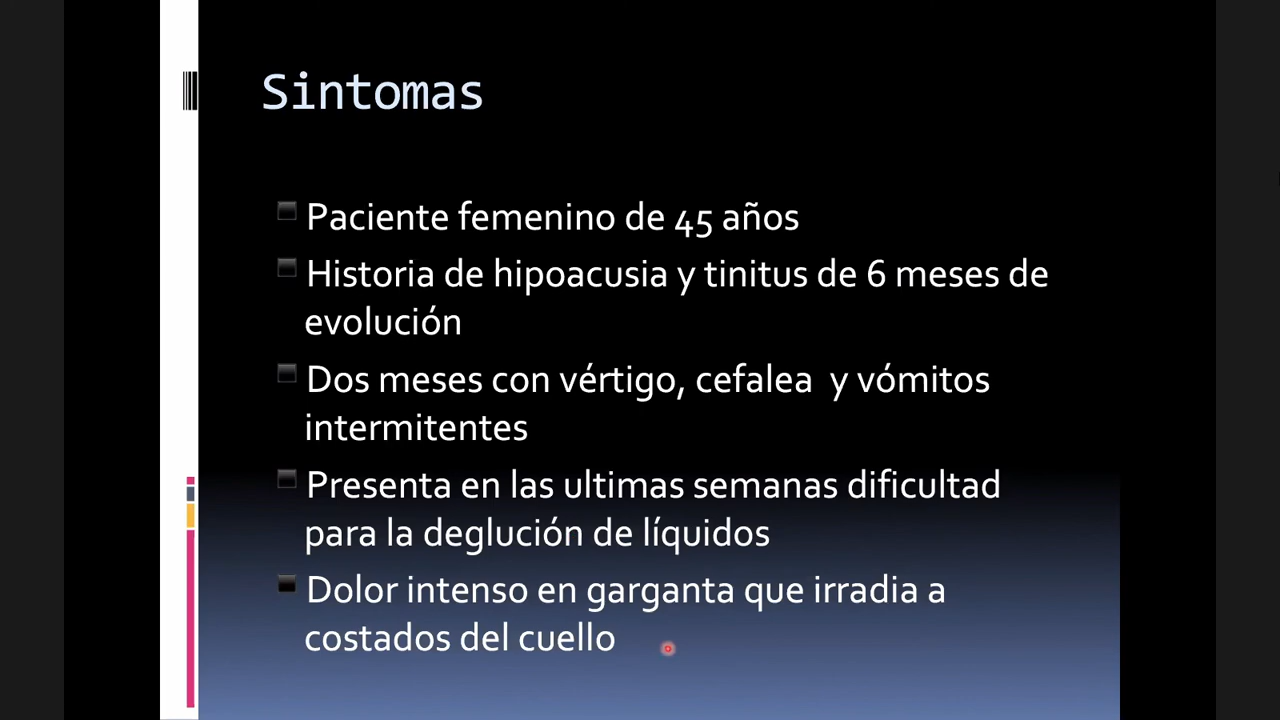 Sintomas
Paciente femenino de 45 años
Historia de hipoacusia y tinitus de 6 meses de
evolución
Dos meses con vértigo, cefalea y vómitos
intermitentes
Presenta en las ultimas semanas dificultad
para la deglución de líquidos
Dolor intenso en garganta que irradia a
costados del cuello